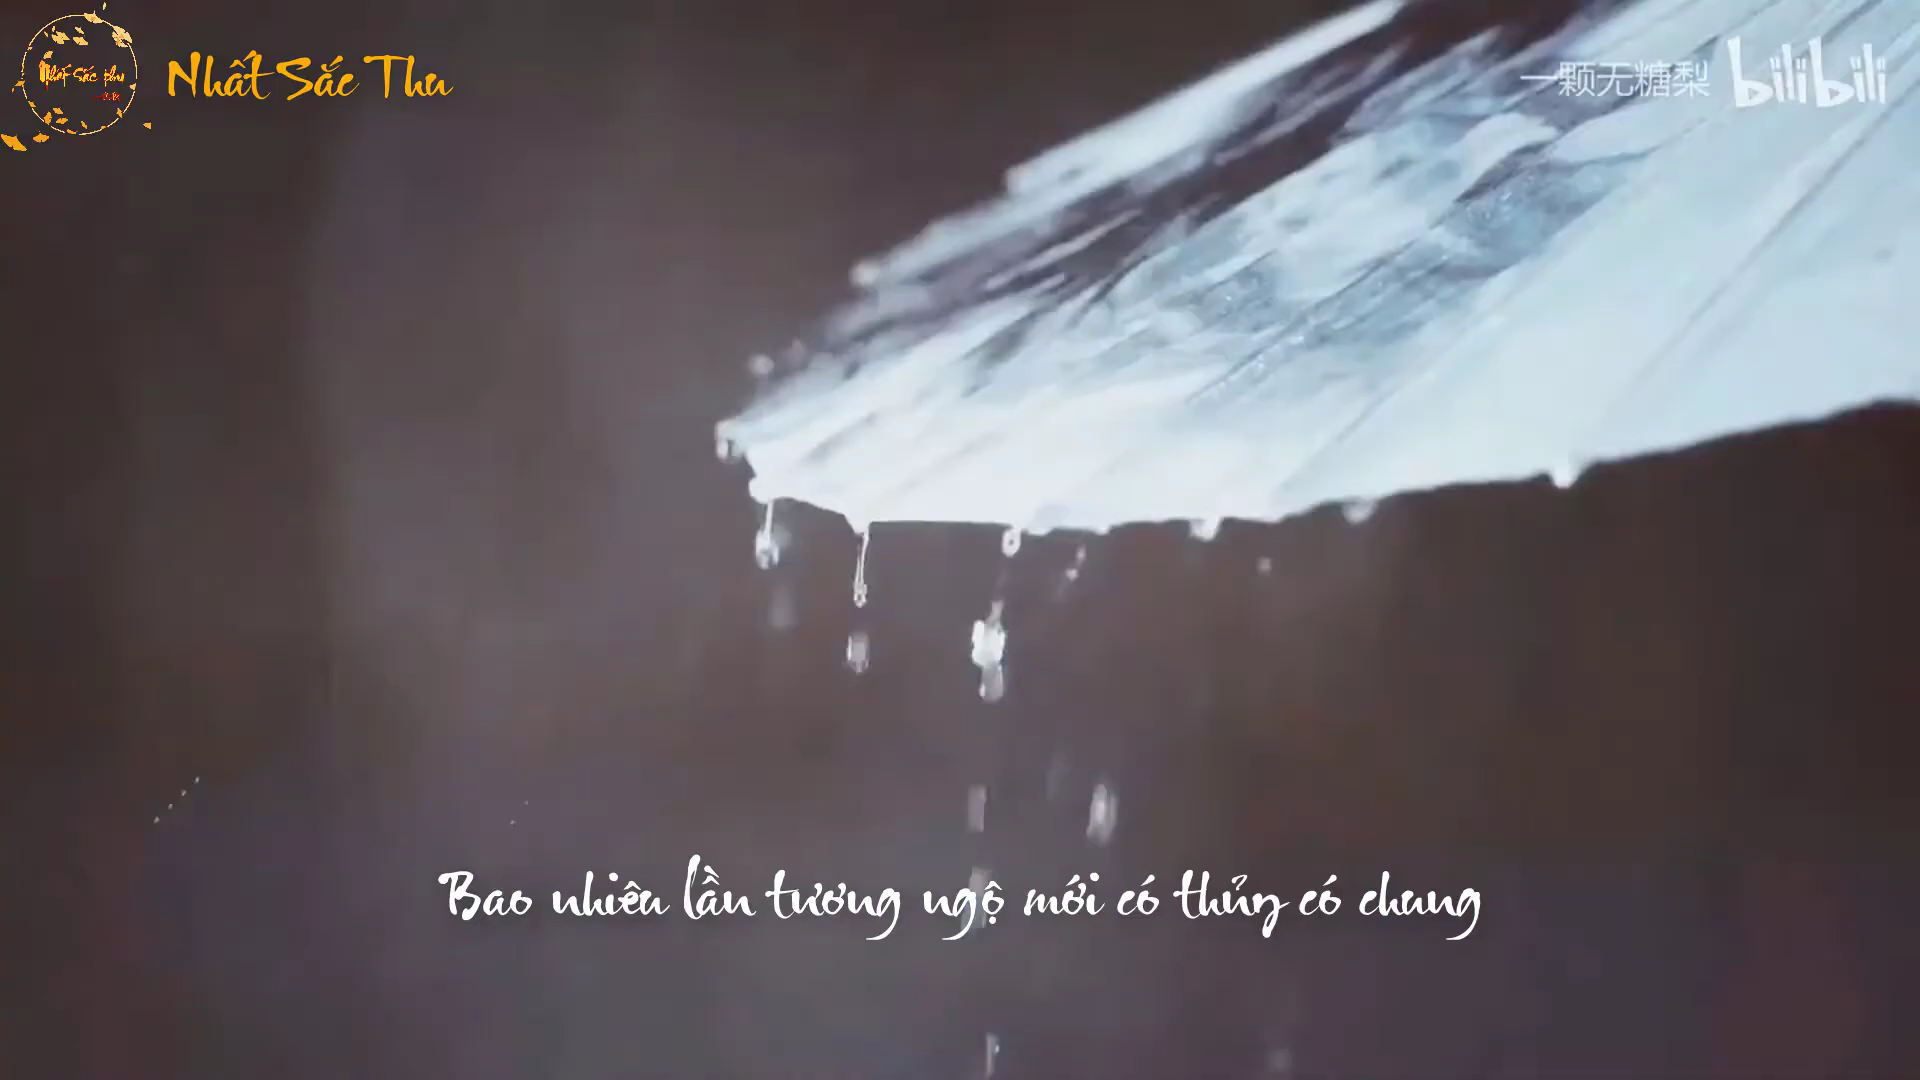 Nhất Sắc Thu
一颗无糖梨 bilibili
Bao nhiêu lần tương ngộ mới có thủy có chung